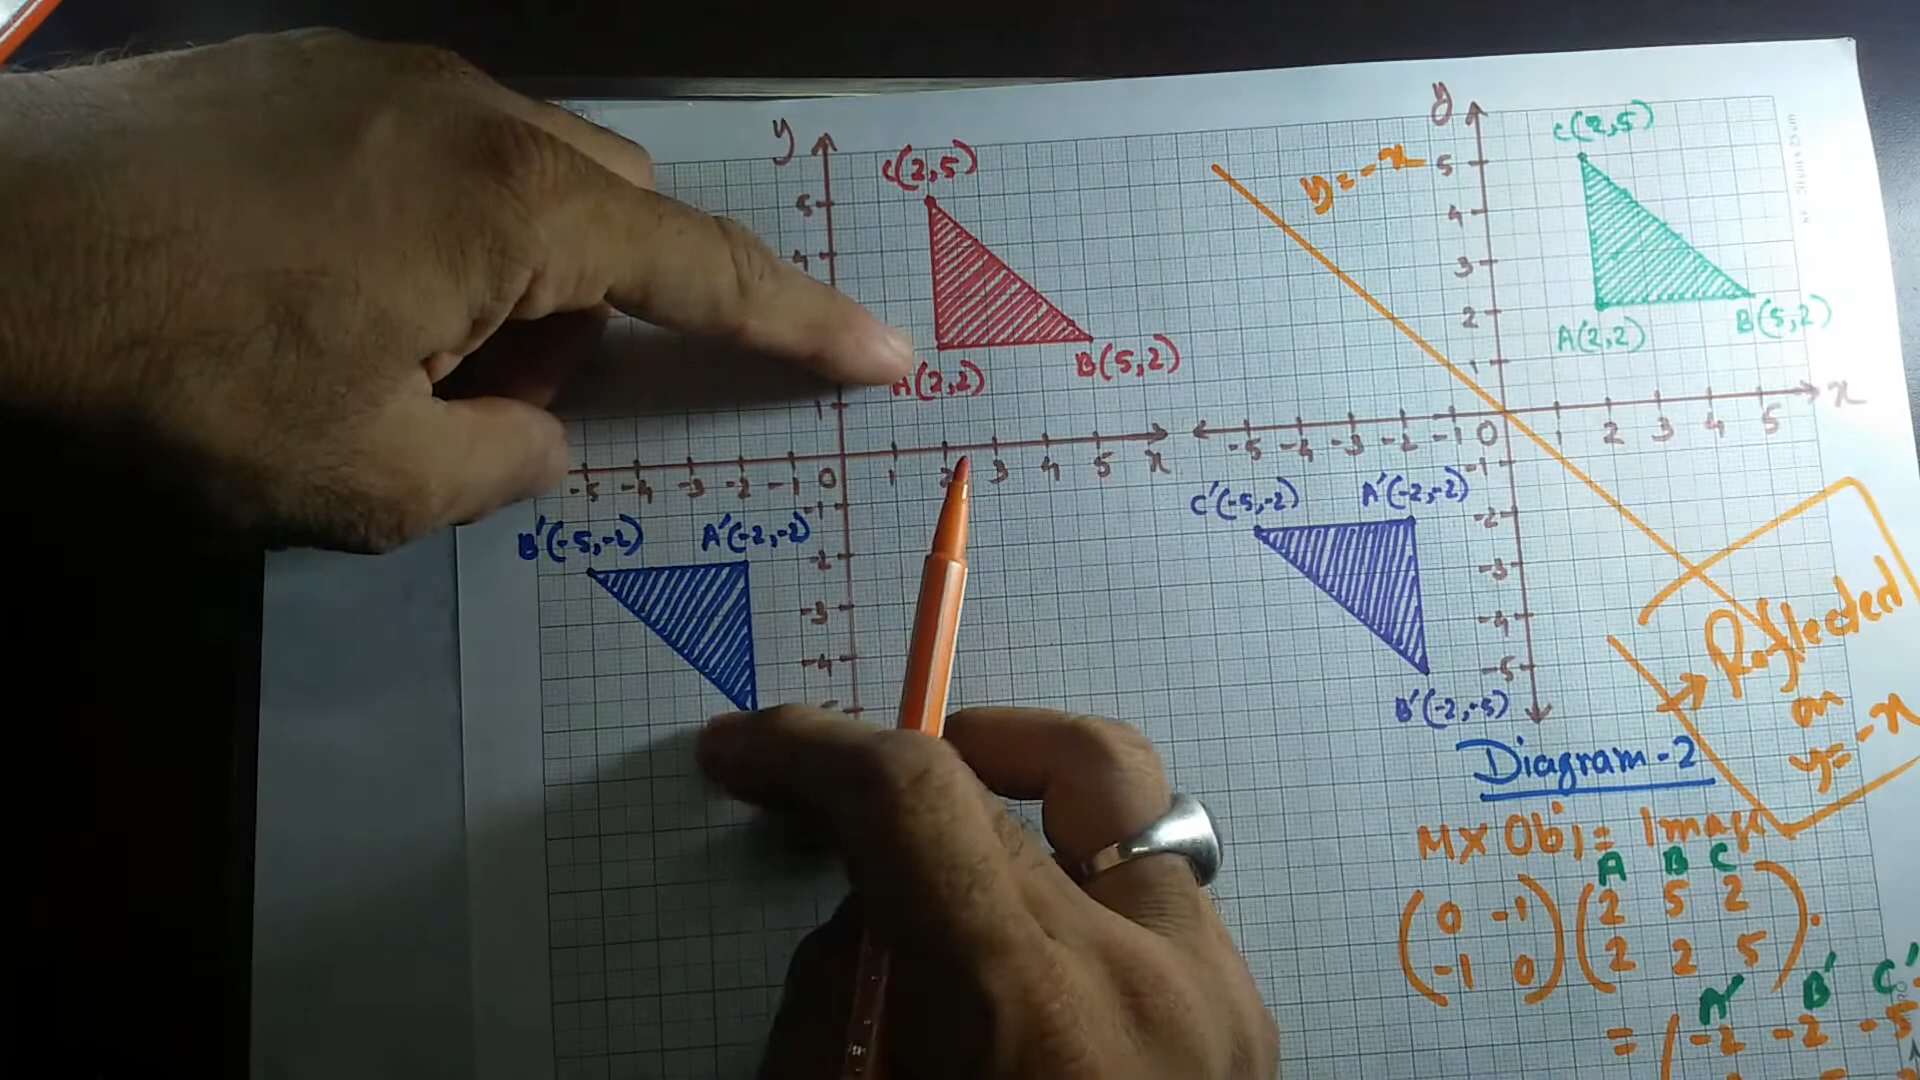 y
C(2,5)
5
4
A(2,2)
B(5,2)
1
-5 -4 -3 -2 -1 0 1 2 3 4 5 x
-1
B'(-5,-2) A'(-2,-2)
-2
-3
-4
y
y=-x
C(2,5)
5
4
3
2
1
A(2,2)
B(5,2)
x
-5 -4 -3 -2 -1 0 1 2 3 4 5
-1
C'(-5,-2) A'(-2,-2)
-2
-3
-4
-5
B'(-2,-5)
Reflected
on
y=-x
Diagram-2
M×Obj = Image
A B C
(0 -1) (2 5 2).
(-1 0) (2 2 5)
A' B' C'
= (-2 -2 -5